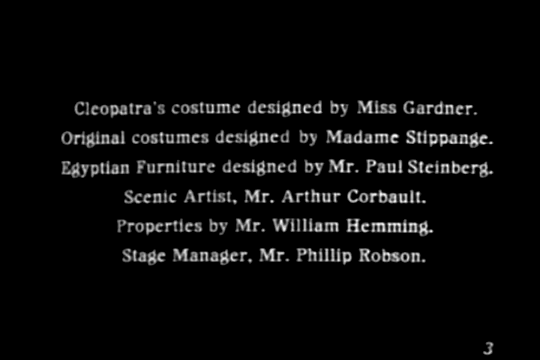 Cleopatra's costume designed by Miss Gardner.
Original costumes designed by Madame Stippange.
Egyptian Furniture designed by Mr. Paul Steinberg.
Scenic Artist, Mr. Arthur Corbault.
Properties by Mr. William Hemming.
Stage Manager, Mr. Phillip Robson.
3